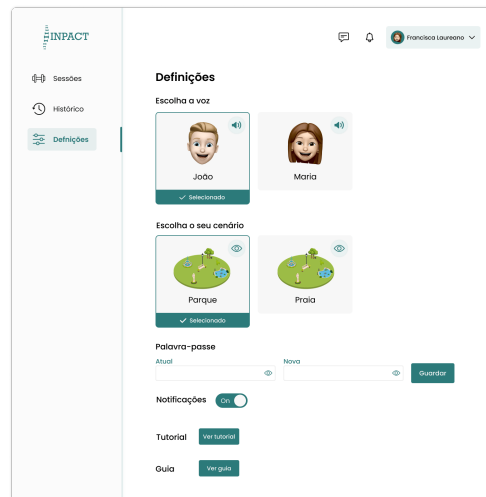 INPACT
Francisca Laureano
Sessões
Histórico
Defnições
Definições
Escolha a voz
João
Maria
Selecionado
Escolha o seu cenário
Parque
Praia
Selecionado
Palavra-passe
Atual
Nova
Guardar
Notificações
On
Tutorial
Ver tutorial
Guia
Ver guia